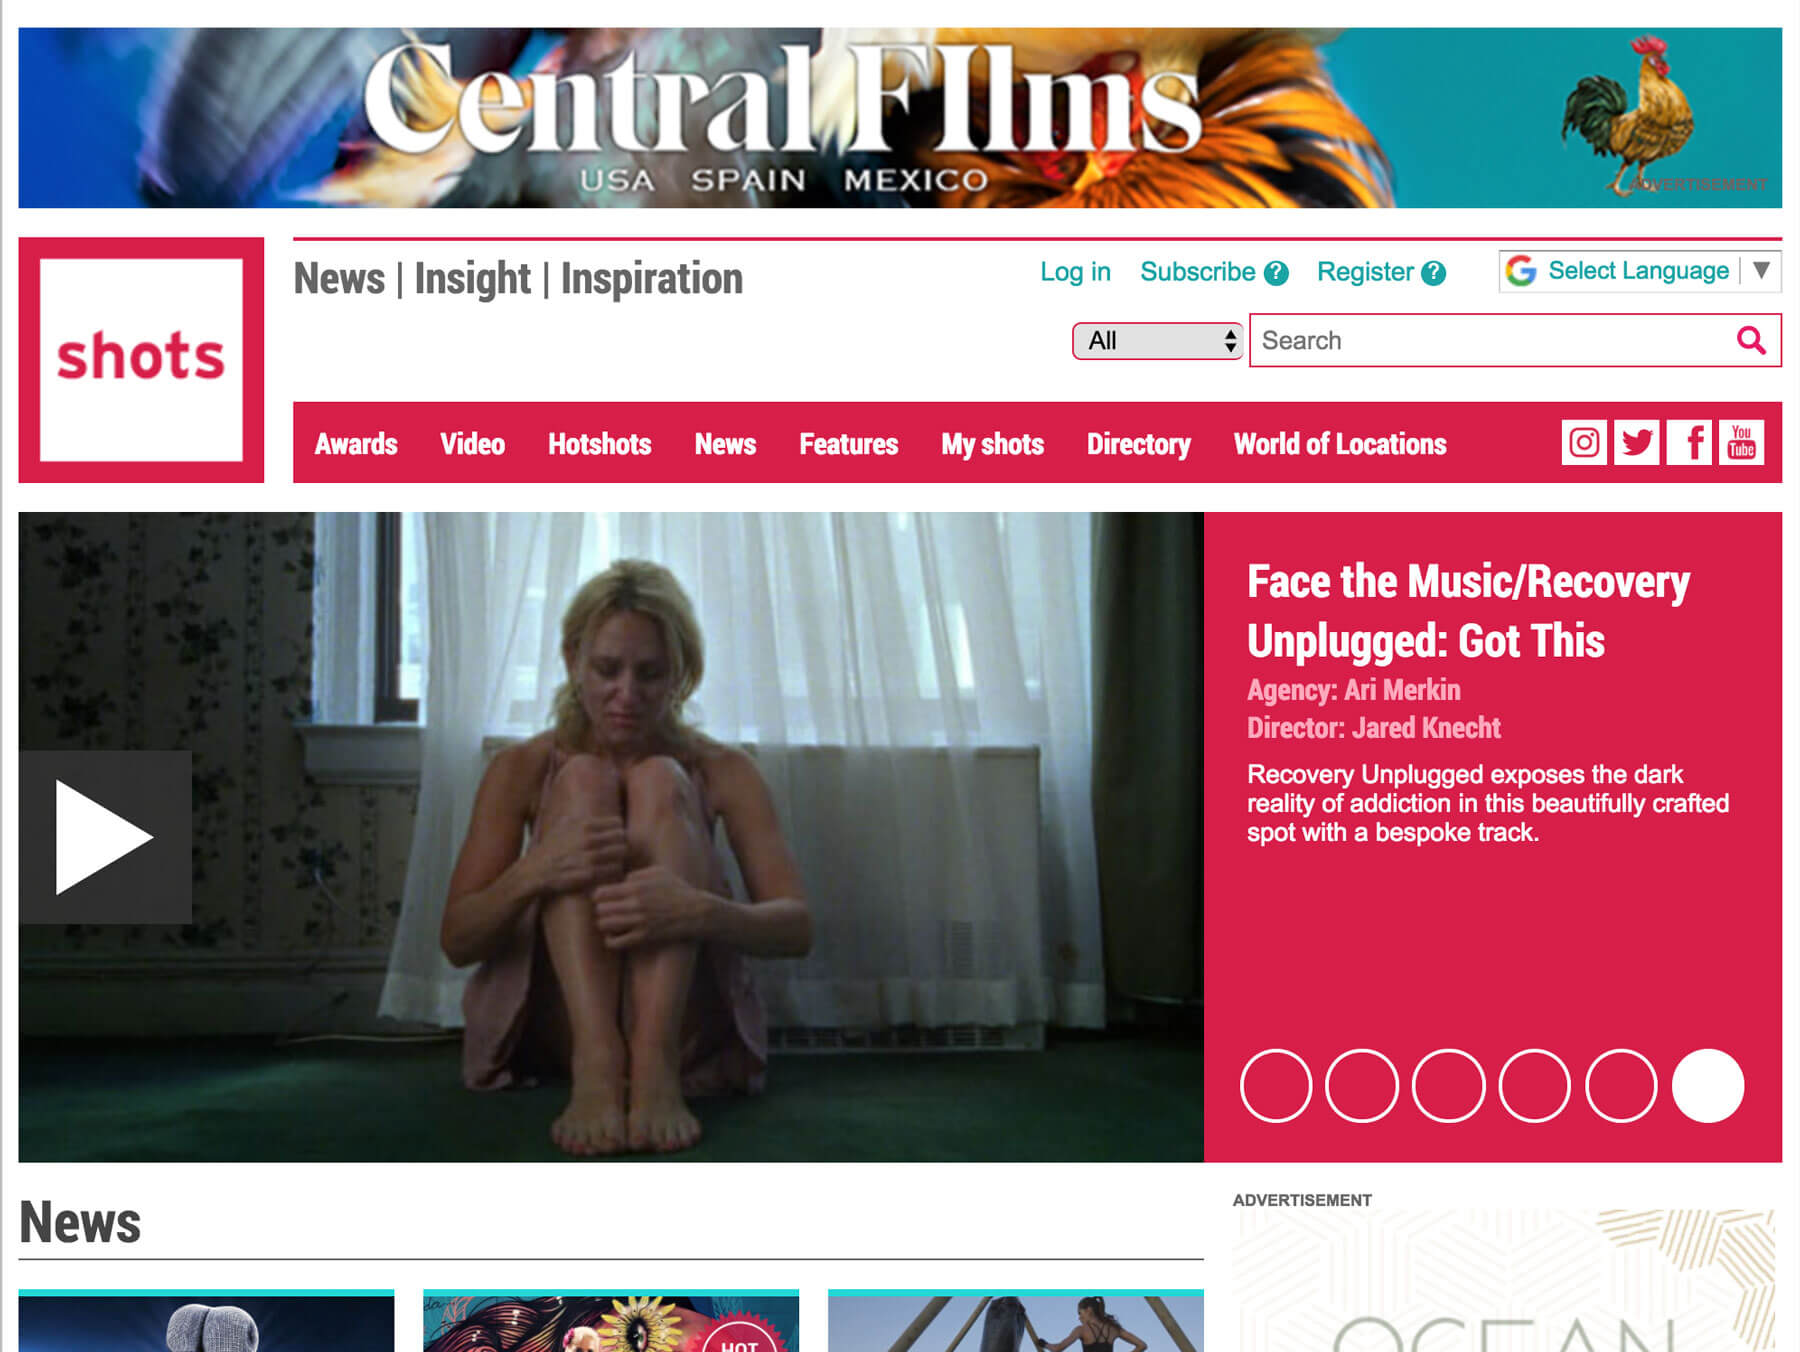 Central FIlms
USA SPAIN MEXICO
ADVERTISEMENT
shots
News | Insight | Inspiration
Log in Subscribe ? Register ? Select Language
All Search
Awards Video Hotshots News Features My shots Directory World of Locations
You
Tube
Face the Music/Recovery
Unplugged: Got This
Agency: Ari Merkin
Director: Jared Knecht
Recovery Unplugged exposes the dark
reality of addiction in this beautifully crafted
spot with a bespoke track.
News
ADVERTISEMENT
HOT
OCEAN